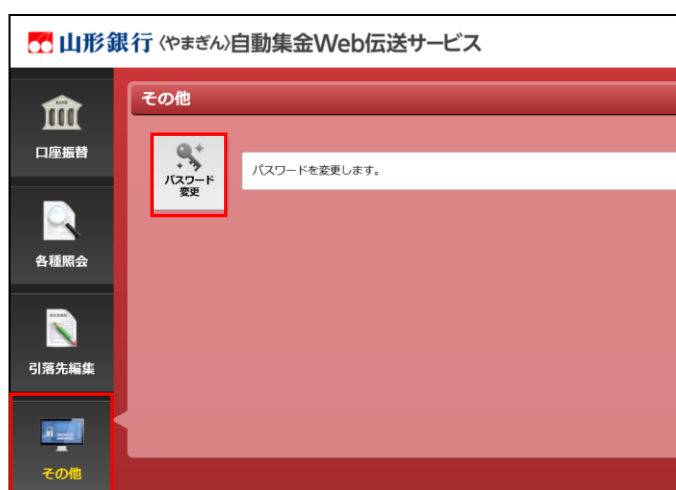 山形銀行〈やまぎん〉自動集金Web伝送サービス
その他
口座振替
パスワード
変更
パスワードを変更します。
各種照会
引落先編集
その他